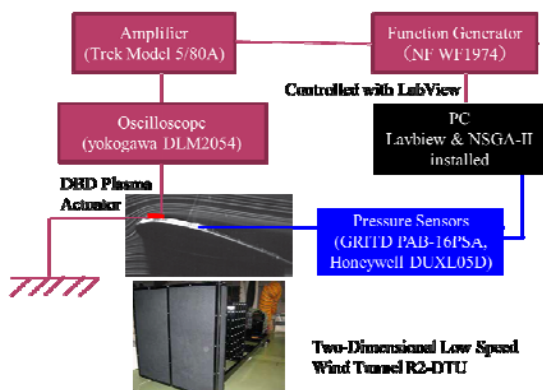 Amplifier
(Trek Model 5/80A)
Function Generator
(NF WF1974)
Controlled with LabView
Oscilloscope
(yokogawa DLM2054)
PC
Lavbiew & NSGA-II
installed
DBD Plasma
Actuator
Pressure Sensors
(GRITD PAB-16PSA,
Honeywell DUXL05D)
Two-Dimensional Low Speed
Wind Tunnel R2-DTU